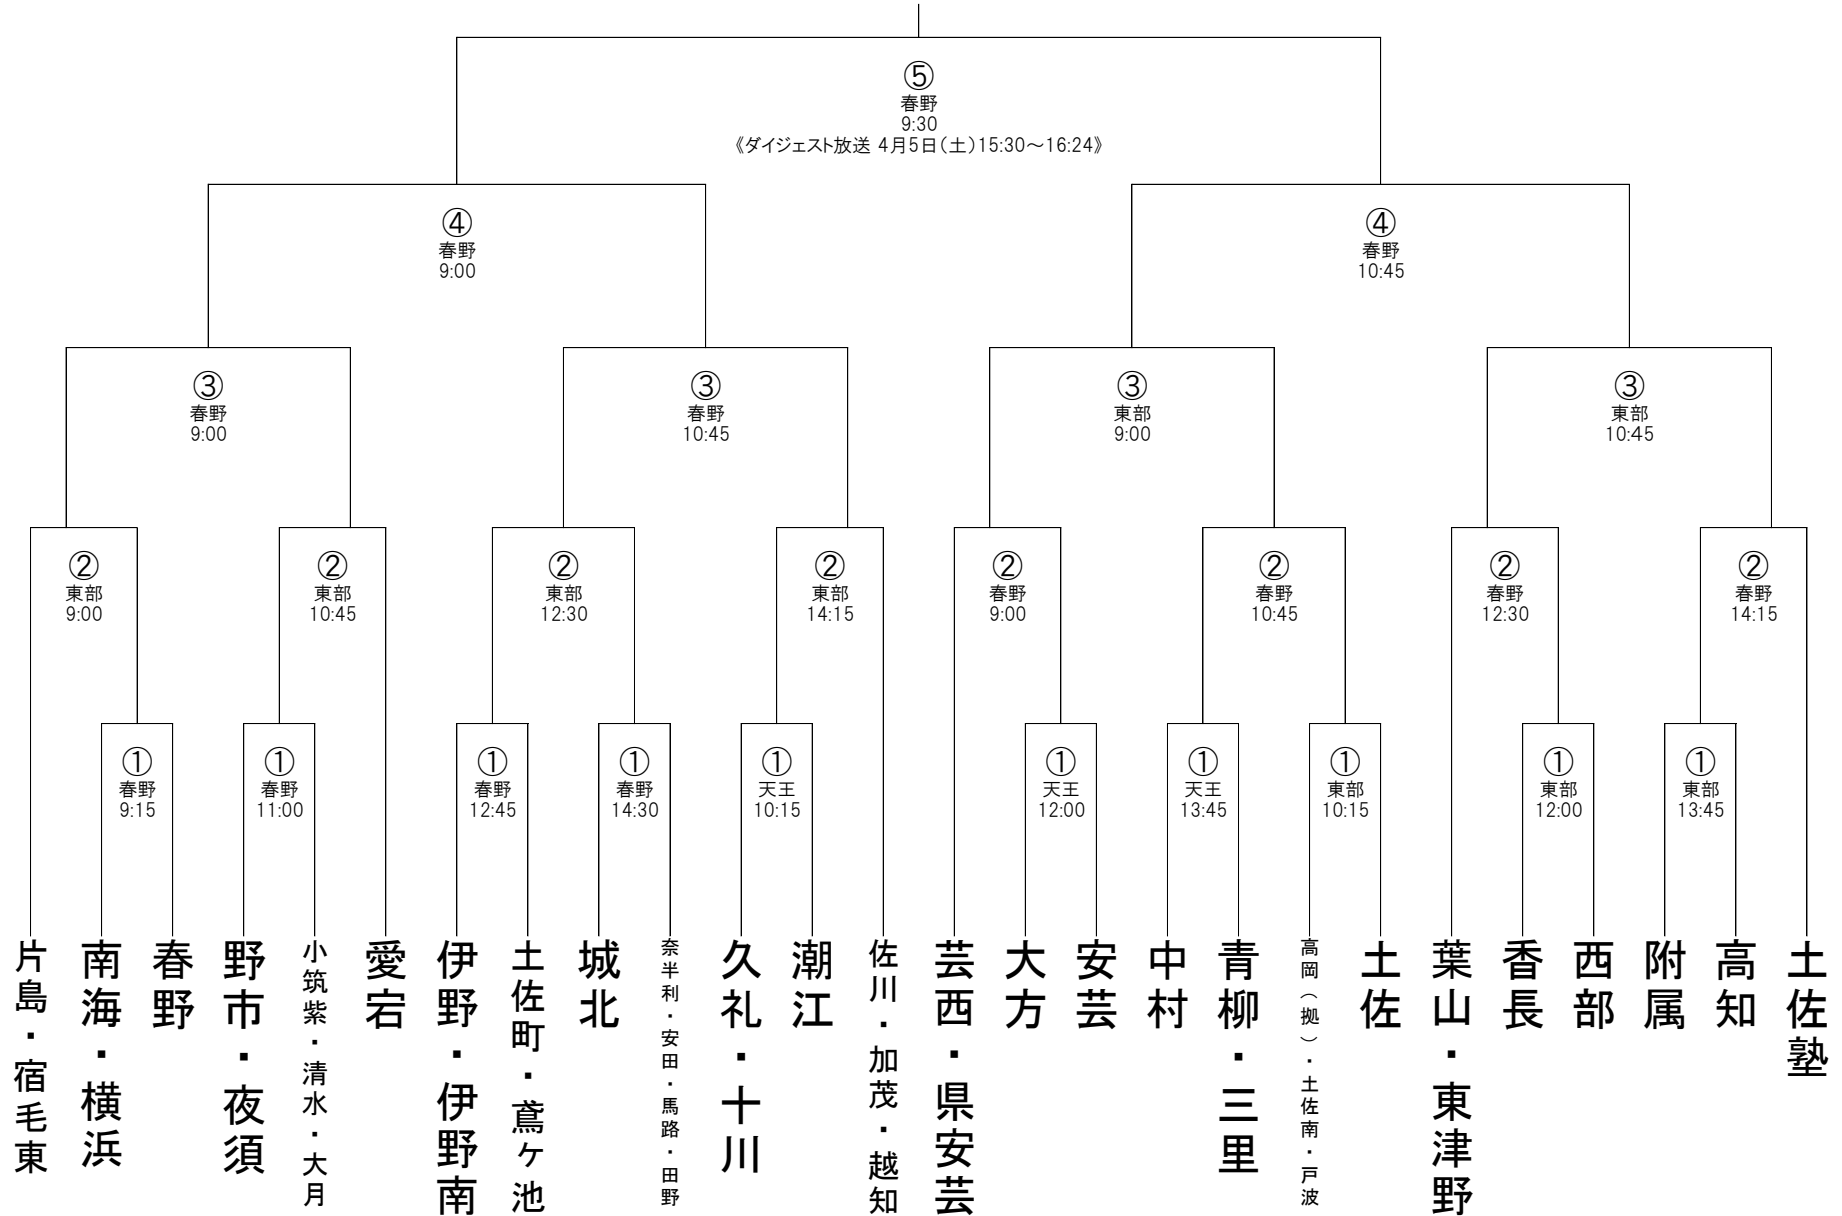 ⑤
春野
9:30
《ダイジェスト放送 4月5日(土)15:30～16:24》
④
春野
9:00
④
春野
10:45
③
春野
9:00
③
春野
10:45
③
東部
9:00
③
東部
10:45
②
東部
9:00
②
東部
10:45
②
東部
12:30
②
東部
14:15
②
春野
9:00
②
春野
10:45
②
春野
12:30
②
春野
14:15
①
春野
9:15
①
春野
11:00
①
春野
12:45
①
春野
14:30
①
天王
10:15
①
天王
12:00
①
天王
13:45
①
東部
10:15
①
東部
12:00
①
東部
13:45
片島・宿毛東
南海・横浜
春野
野市・夜須
小筑紫・清水・大月
愛宕
伊野・伊野南
土佐町・鳶ヶ池
城北
奈半利・安田・馬路・田野
久礼・十川
潮江
佐川・加茂・越知
芸西・県安芸
大方
安芸
中村
青柳・三里
高岡（拠）・土佐南・戸波
土佐
葉山・東津野
香長
西部
附属
高知
土佐塾